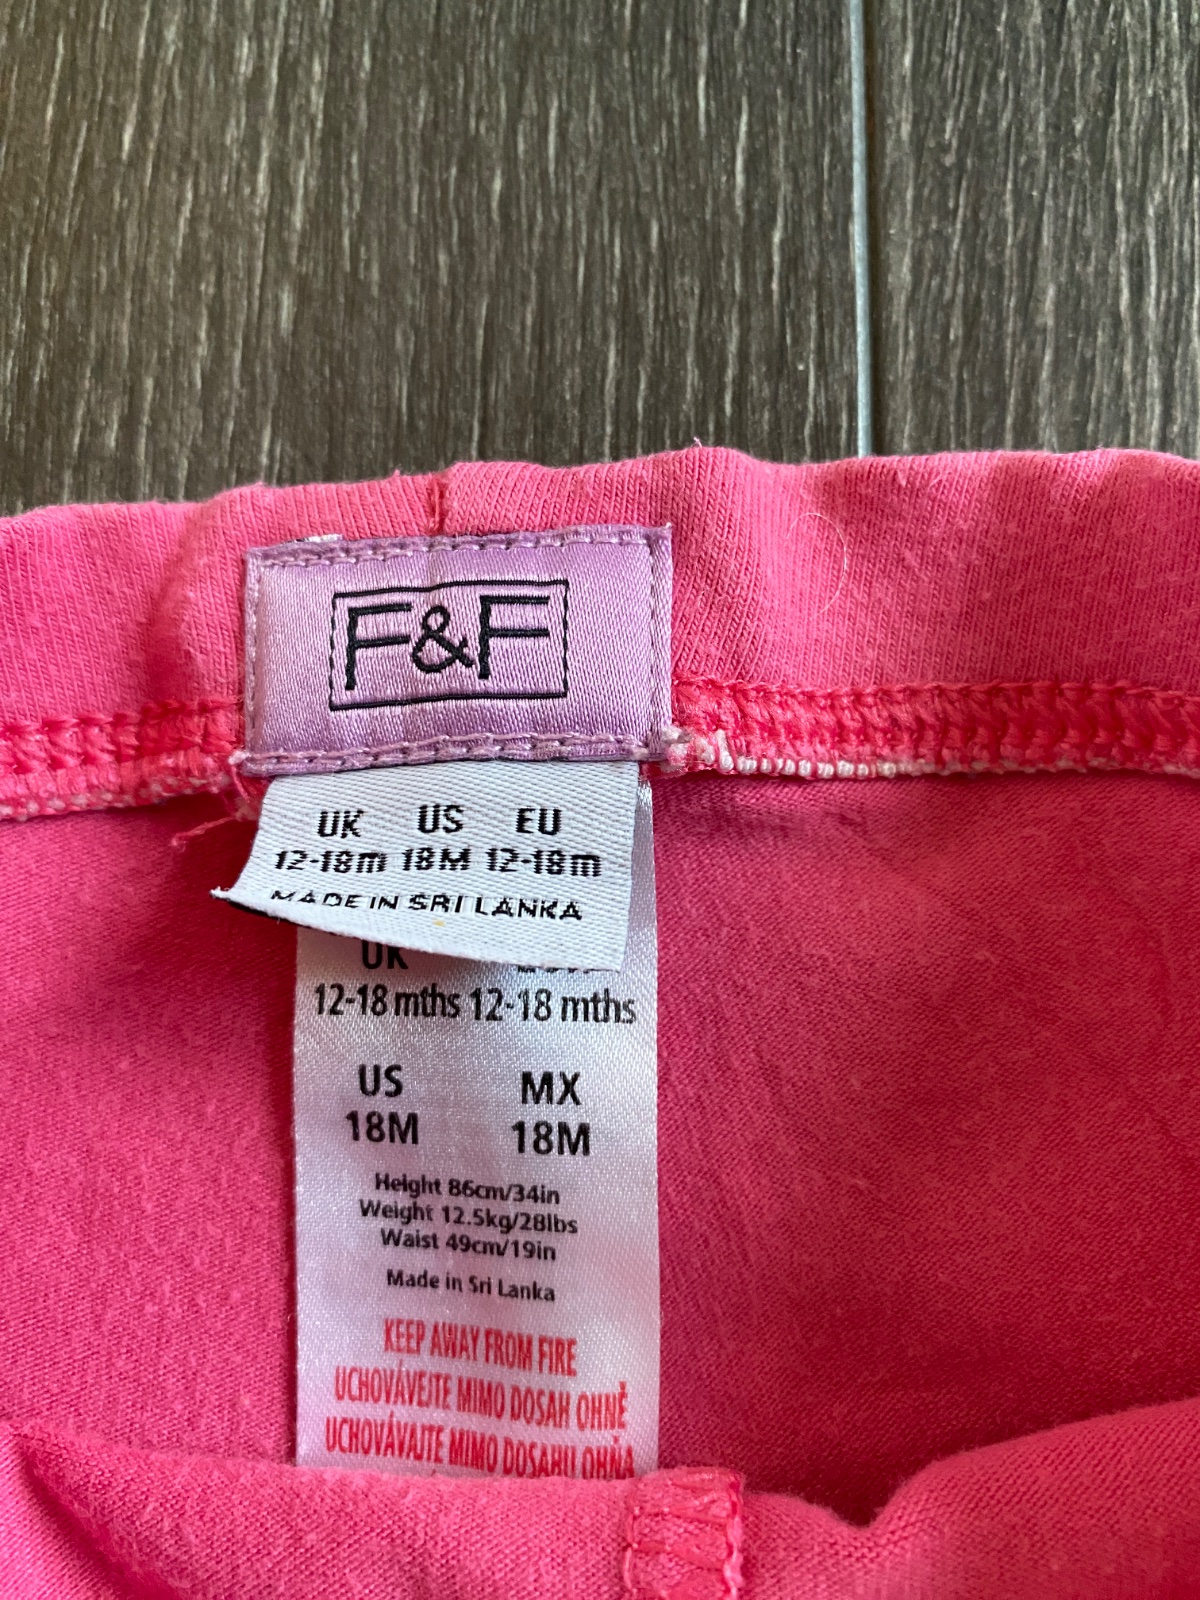 F&F
UK US EU
12-18m 18M 12-18m
MADE IN SRI LANKA
UK
12-18 mths 12-18 mths
US MX
18M 18M
Height 86cm/34in
Weight 12.5kg/28lbs
Waist 49cm/19in
Made in Sri Lanka
KEEP AWAY FROM FIRE
UCHOVÁVEJTE MIMO DOSAH OHNĚ
UCHOVÁVAJTE MIMO DOSAHU OHŇA